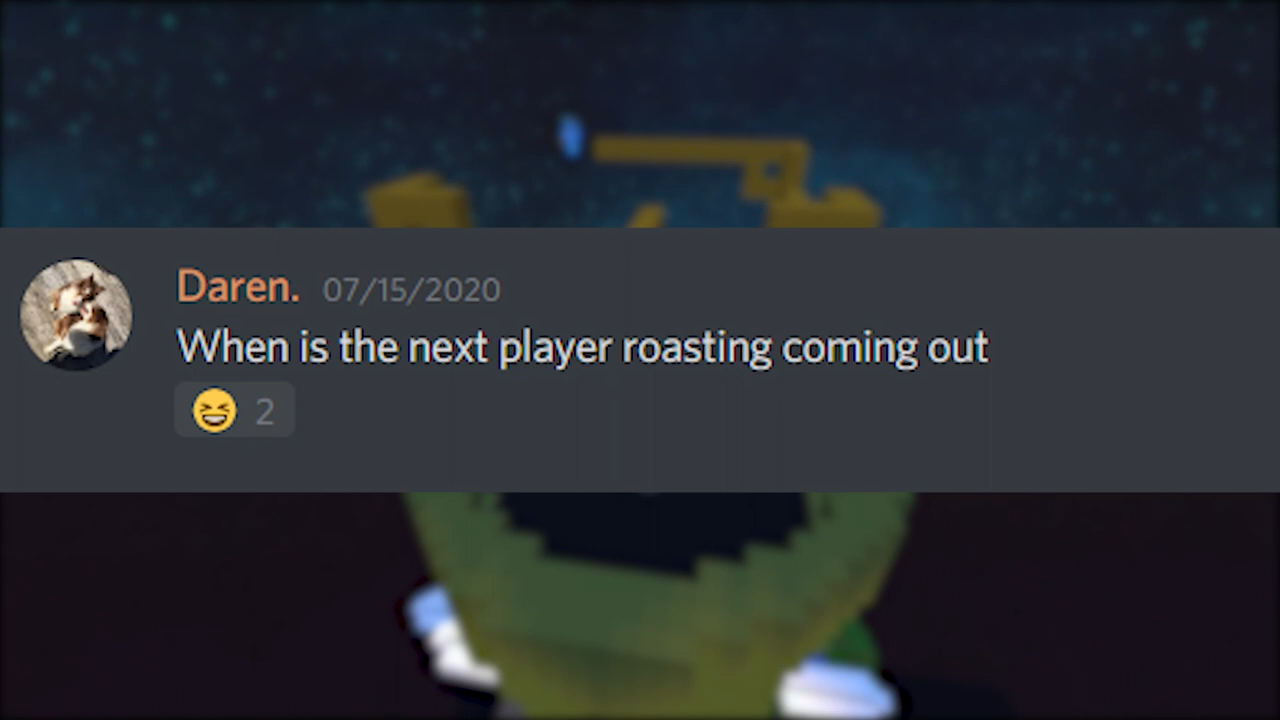 Daren. 07/15/2020
When is the next player roasting coming out
😆 2